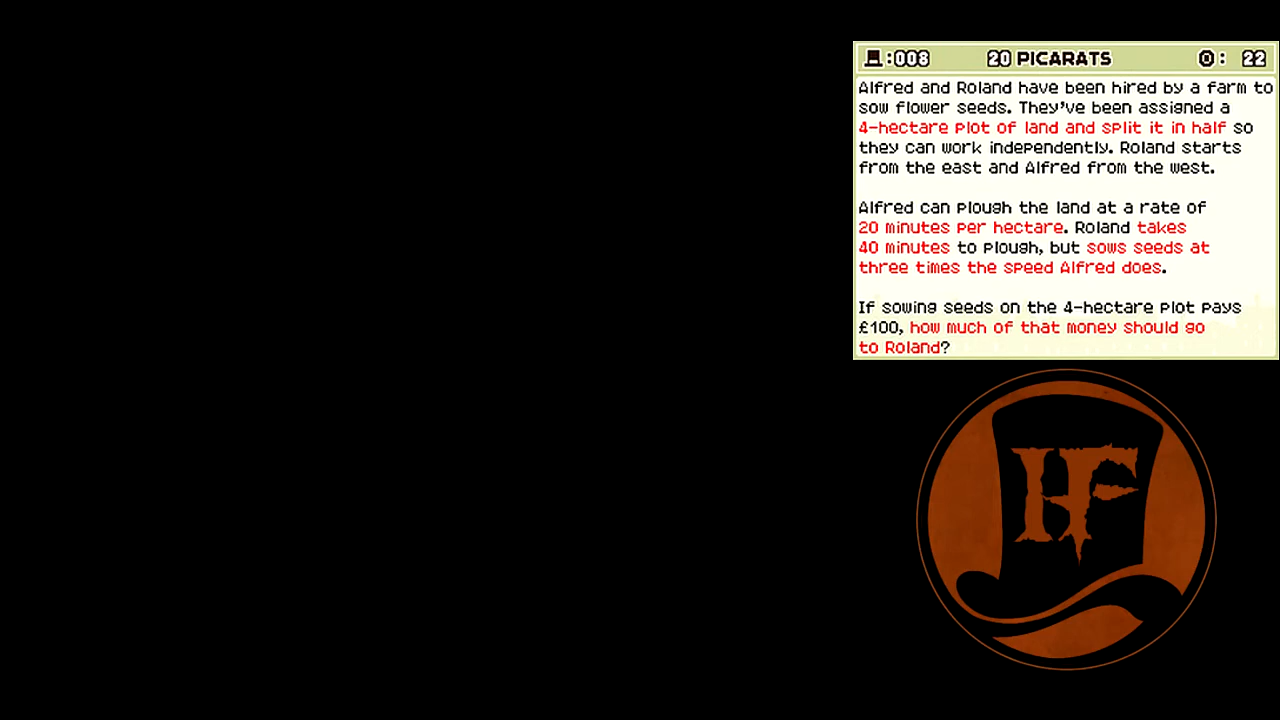 :008 20 PICARATS : 22
Alfred and Roland have been hired by a farm to
sow flower seeds. They've been assigned a
4-hectare plot of land and split it in half so
they can work independently. Roland starts
from the east and Alfred from the west.
Alfred can plough the land at a rate of
20 minutes per hectare. Roland takes
40 minutes to plough, but sows seeds at
three times the speed Alfred does.
If sowing seeds on the 4-hectare plot pays
£100, how much of that money should go
to Roland?
HF